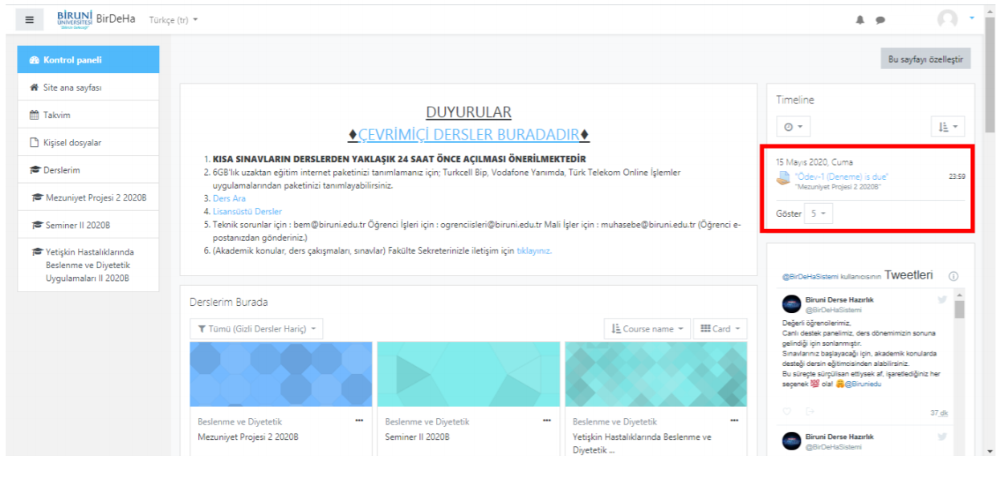 BİRUNİ
ÜNİVERSİTESİ
BirDeHa Türkçe (tr)
Kontrol paneli
Site ana sayfası
Takvim
Kişisel dosyalar
Derslerim
Mezuniyet Projesi 2 2020B
Seminer II 2020B
Yetişkin Hastalıklarında
Beslenme ve Diyetetik
Uygulamaları II 2020B
Bu sayfayı özelleştir
DUYURULAR
♦ÇEVRİMİÇİ DERSLER BURADADIR♦
1. KISA SINAVLARIN DERSLERDEN YAKLAŞIK 24 SAAT ÖNCE AÇILMASI ÖNERİLMEKTEDİR
2. 6GB'lık uzaktan eğitim internet paketinizi tanımlamanız için; Turkcell Bip, Vodafone Yanımda, Türk Telekom Online İşlemler
uygulamalarından paketinizi tanımlayabilirsiniz.
3. Ders Ara
4. Lisansüstü Dersler
5. Teknik sorunlar için : bem@biruni.edu.tr Öğrenci İşleri için : ogrenciisleri@biruni.edu.tr Mali İşler için : muhasebe@biruni.edu.tr (Öğrenci e-
postanızdan gönderiniz.)
6. (Akademik konular, ders çakışmaları, sınavlar) Fakülte Sekreterinizle iletişim için tıklayınız.
Derslerim Burada
Tümü (Gizli Dersler Hariç) Course name Card
Beslenme ve Diyetetik ...
Mezuniyet Projesi 2 2020B
Beslenme ve Diyetetik ...
Seminer II 2020B
Beslenme ve Diyetetik ...
Yetişkin Hastalıklarında Beslenme ve
Diyetetik ...
Timeline
15 Mayıs 2020, Cuma
"Ödev-1 (Deneme) is due" 23:59
"Mezuniyet Projesi 2 2020B"
Göster 5
@BirDeHaSistemi kullanıcısının Tweetleri
Biruni Derse Hazırlık
@BirDeHaSistemi
Değerli öğrencilerimiz,
Canlı destek panelimiz, ders dönemimizin sonuna
gelindiği için sonlanmıştır.
Sınavlarınız başlayacağı için, akademik konularda
desteği dersin eğitimcisinden alabilirsiniz.
Bu süreçte sürçülisan ettiysek af, işaretlediğiniz her
seçenek 💯 ola! 🤗@Biruniedu
37 dk
Biruni Derse Hazırlık
@BirDeHaSistemi